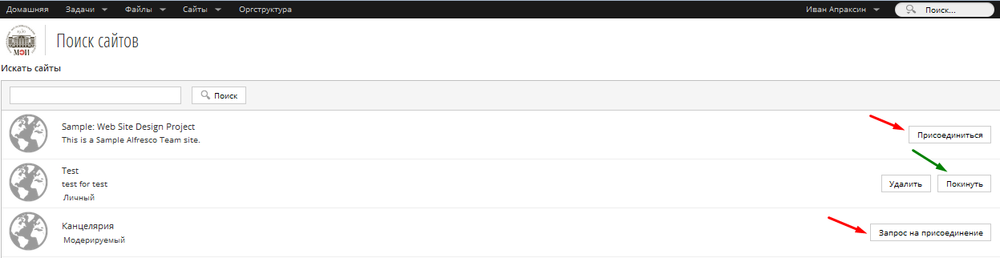 Домашняя Задачи Файлы Сайты Оргструктура Иван Апраксин Поиск...
1930
МЭИ
Поиск сайтов
Искать сайты
Поиск
Sample: Web Site Design Project
This is a Sample Alfresco Team site.
Присоединиться
Test
test for test
Личный
Удалить Покинуть
Канцелярия
Модерируемый
Запрос на присоединение